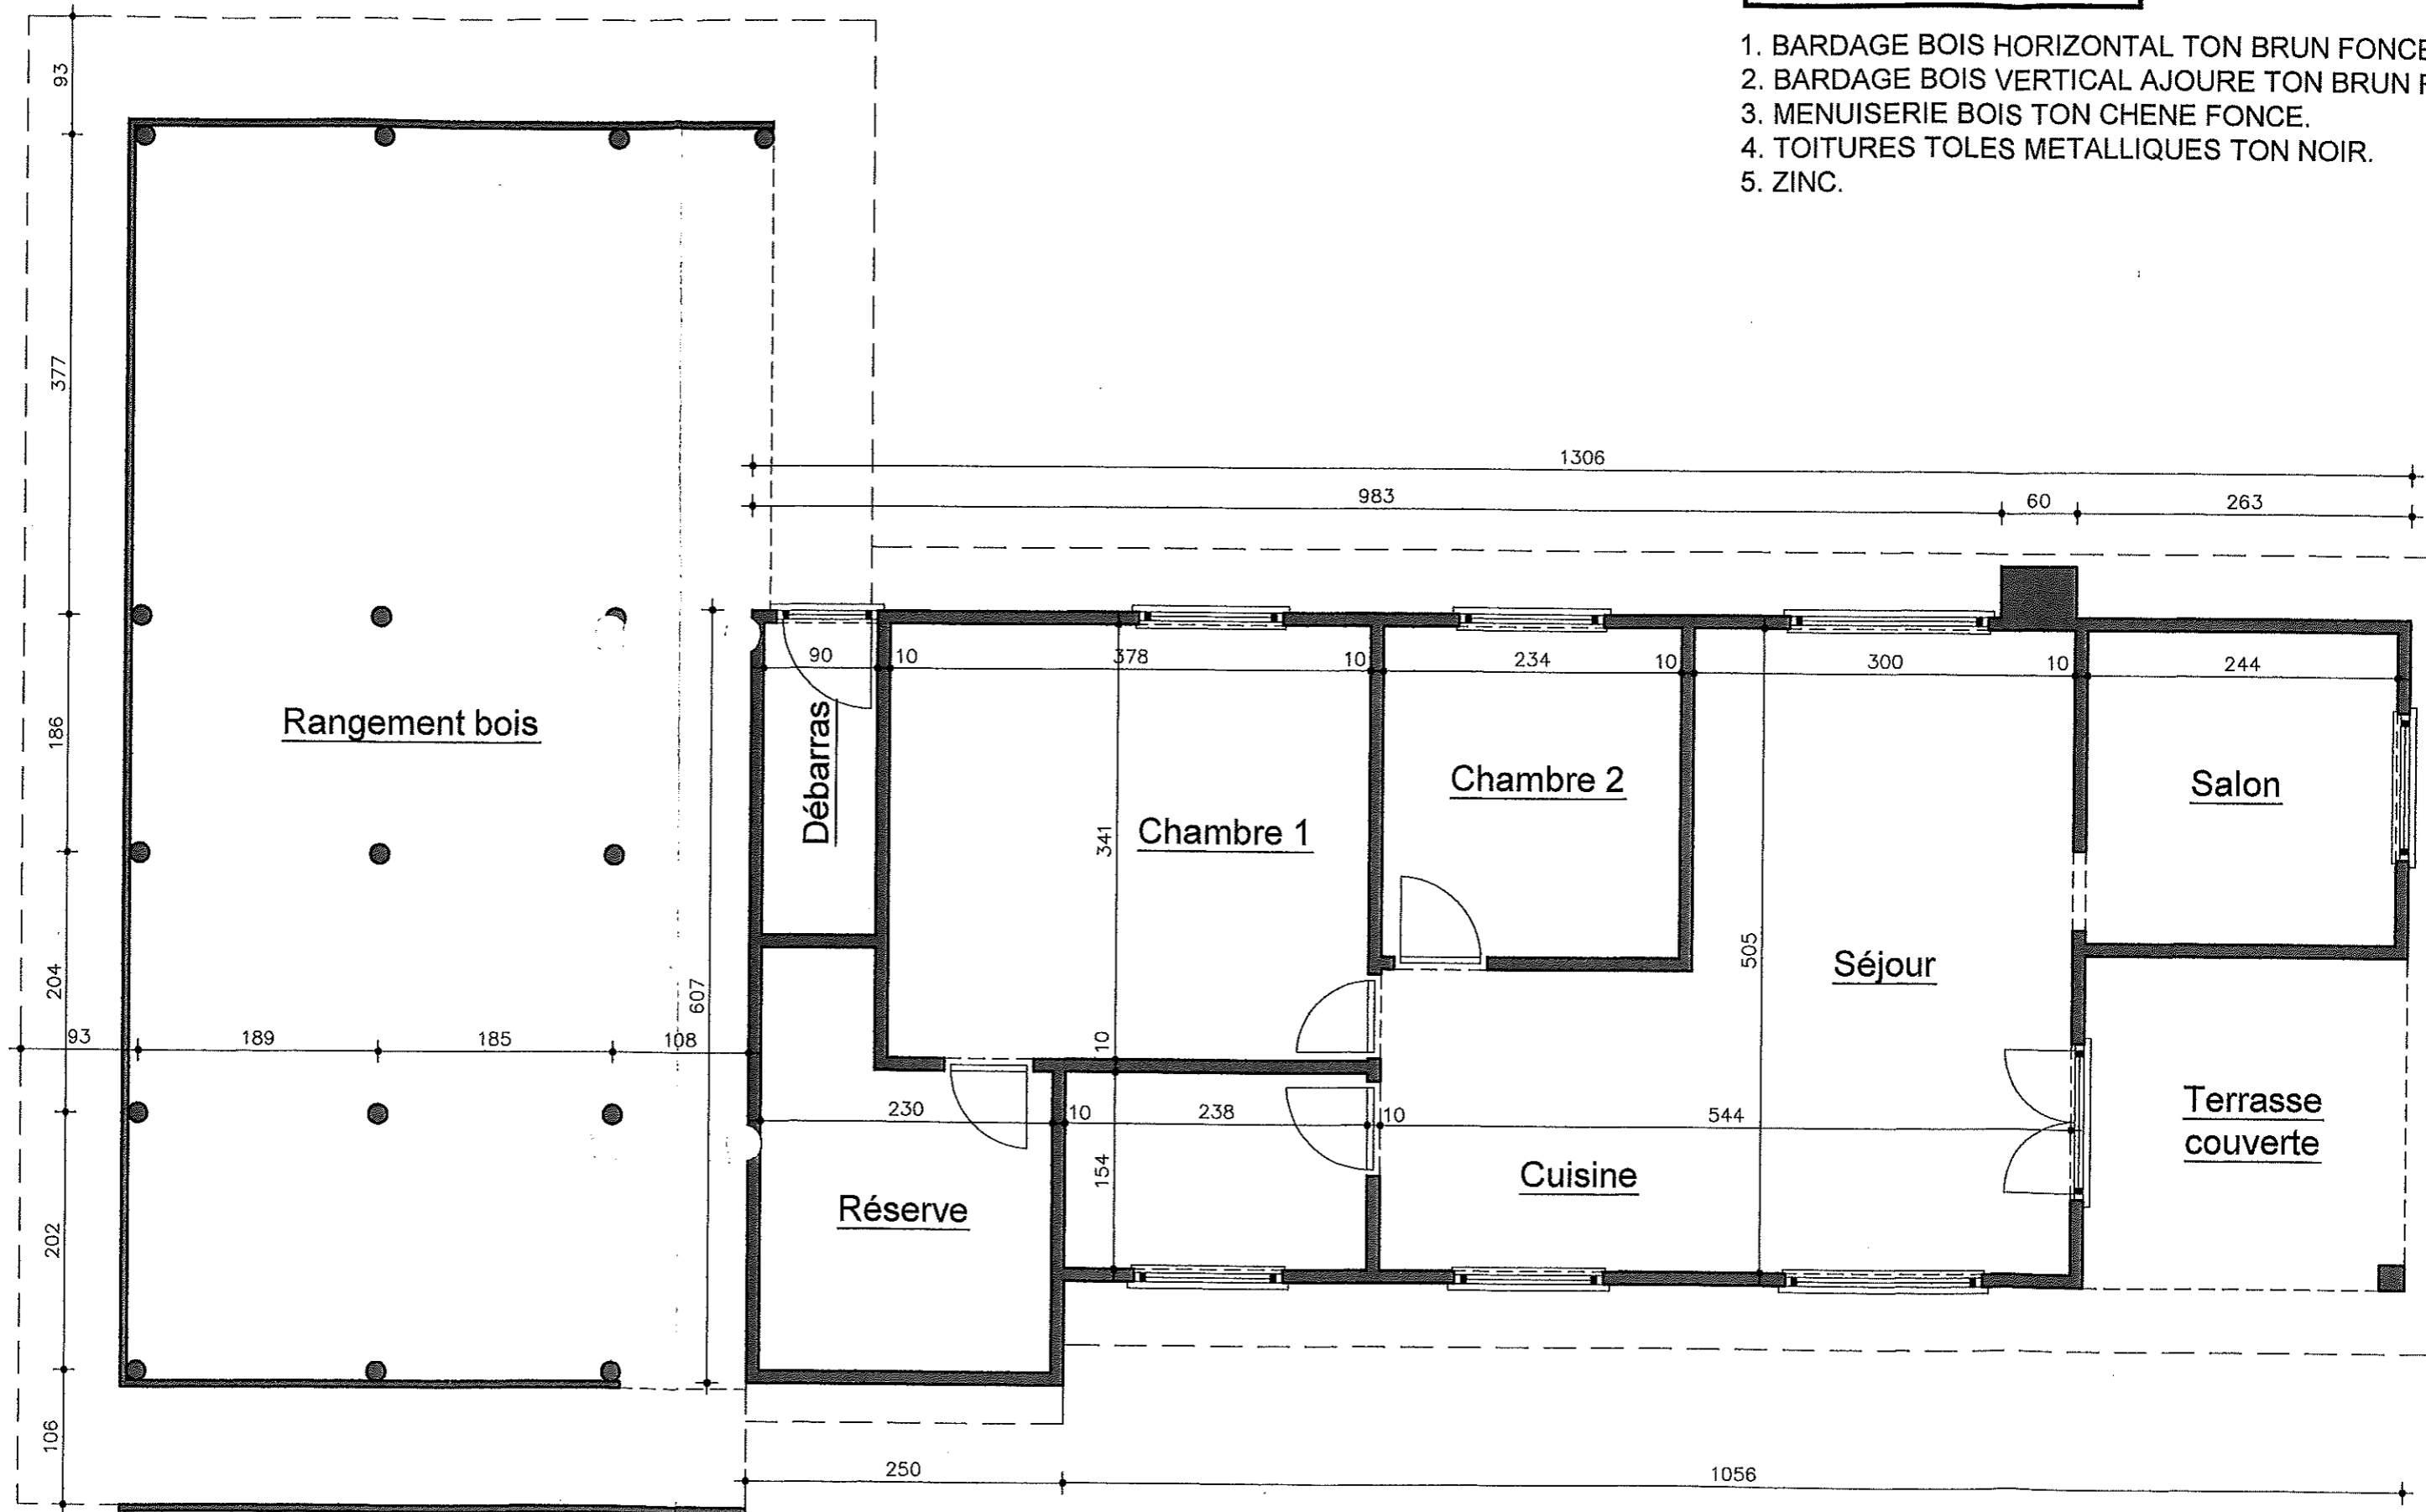 1. BARDAGE BOIS HORIZONTAL TON BRUN FONCE
2. BARDAGE BOIS VERTICAL AJOURE TON BRUN
3. MENUISERIE BOIS TON CHENE FONCE.
4. TOITURES TOLES METALLIQUES TON NOIR.
5. ZINC.
93
377
1306
983 60 263
90 10 378 10 234 10 300 10 244
186
Rangement bois
Débarras
Chambre 1
341
Chambre 2
Salon
505
Séjour
204
607
93 189 185 108
10
230 10 238 10 544
Terrasse
couverte
154
Cuisine
Réserve
202
106
250 1056